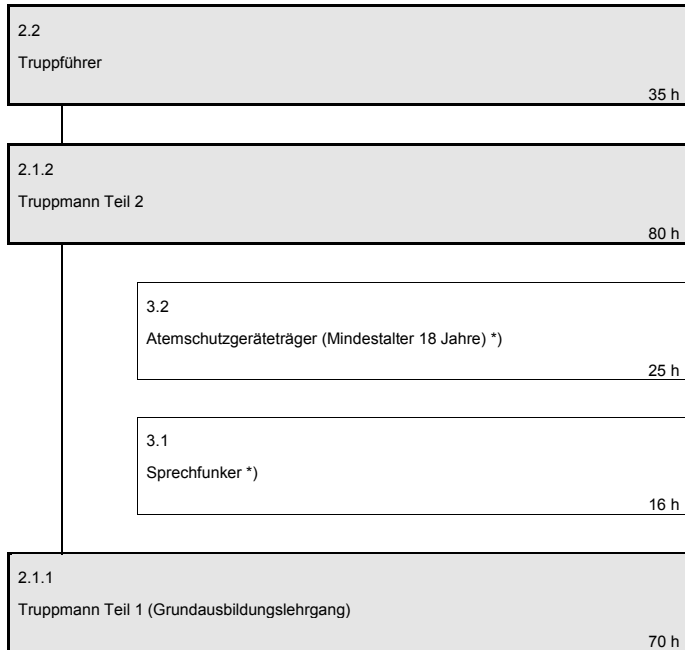 2.2
Truppführer
35 h
2.1.2
Truppmann Teil 2
80 h
3.2
Atemschutzgeräteträger (Mindestalter 18 Jahre) *)
25 h
3.1
Sprechfunker *)
16 h
2.1.1
Truppmann Teil 1 (Grundausbildungslehrgang)
70 h